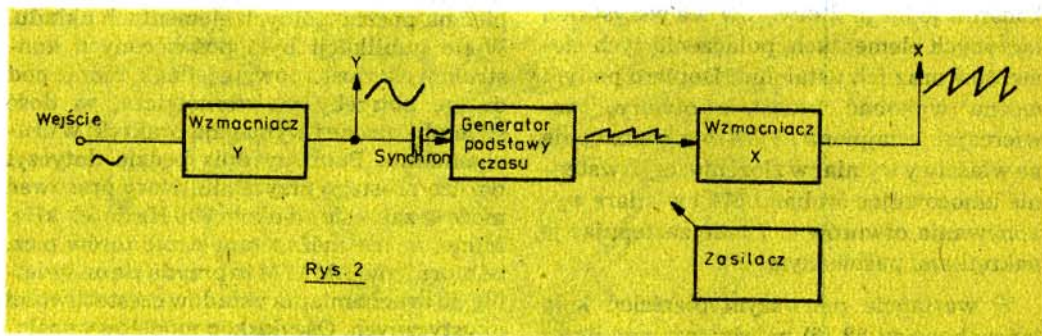 Wejście
Wzmacniacz
Y
Y
Synchron
Generator
podstawy
czasu
Wzmacniacz
X
X
Zasilacz
Rys. 2